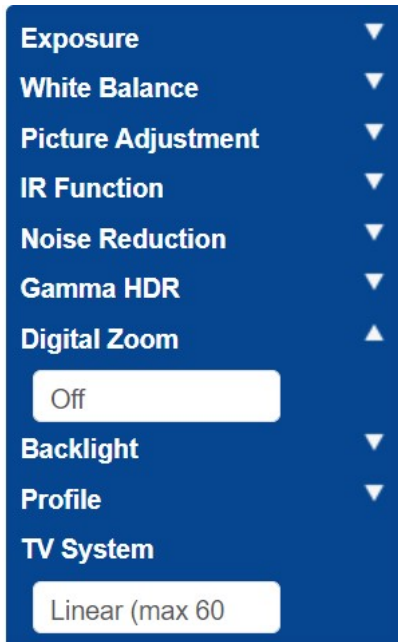 Exposure
White Balance
Picture Adjustment
IR Function
Noise Reduction
Gamma HDR
Digital Zoom
Off
Backlight
Profile
TV System
Linear (max 60